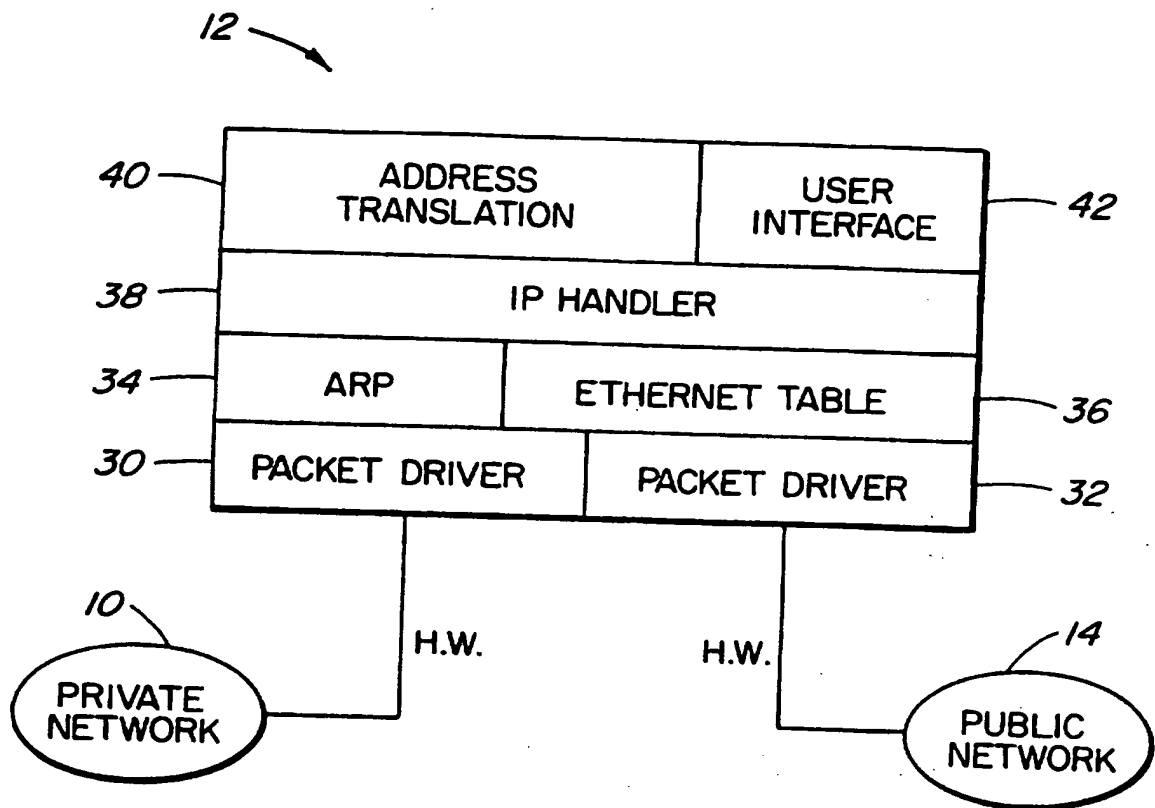 12
40
ADDRESS
TRANSLATION
USER
INTERFACE
42
38
IP HANDLER
34
ARP
ETHERNET TABLE
36
30
PACKET DRIVER
PACKET DRIVER
32
10
H.W.
H.W.
14
PRIVATE
NETWORK
PUBLIC
NETWORK